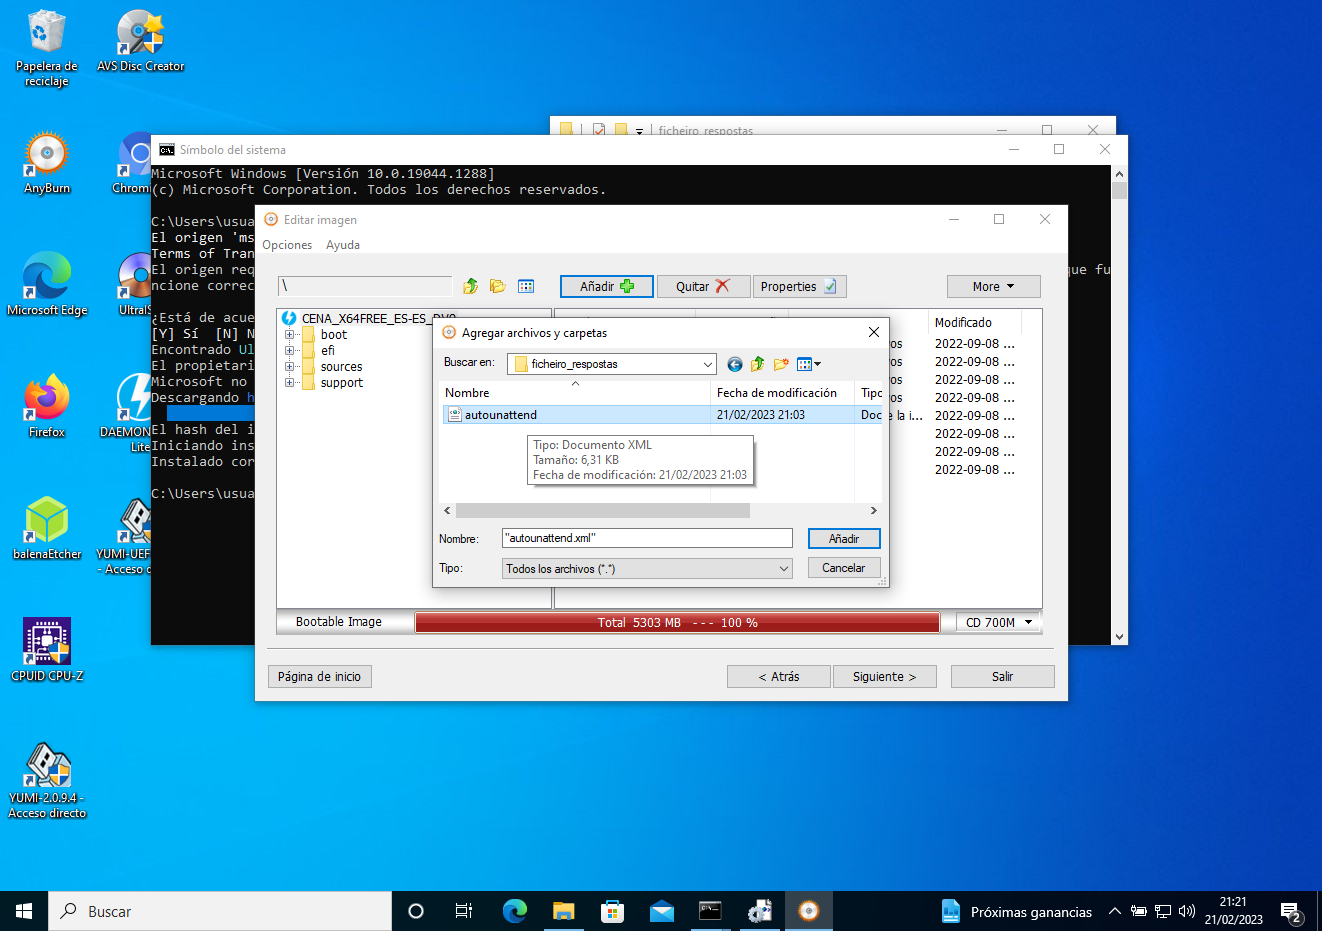 Papelera de
reciclaje
AVS Disc Creator
AnyBurn
Chromi
Microsoft Edge
UltraIS
Firefox
DAEMON
Lite
balenaEtcher
YUMI-UEF
- Acceso d
CPUID CPU-Z
YUMI-2.0.9.4 -
Acceso directo
ficheiro_respostas
Símbolo del sistema
Microsoft Windows [Versión 10.0.19044.1288]
(c) Microsoft Corporation. Todos los derechos reservados.
C:\Users\usua
El origen 'ms
Terms of Tran
El origen req
que fu
ncione correc
¿Está de acue
[Y] Sí  [N] N
Encontrado Ul
El propietari
Microsoft no
Descargando h
El hash del i
Iniciando ins
Instalado cor
C:\Users\usua
Editar imagen
Opciones Ayuda
\
Añadir
Quitar
Properties
More
CENA_X64FREE_ES-ES_DV9
boot
efi
sources
support
Modificado
os 2022-09-08 ...
2022-09-08 ...
os 2022-09-08 ...
os 2022-09-08 ...
e la i... 2022-09-08 ...
2022-09-08 ...
2022-09-08 ...
2022-09-08 ...
Agregar archivos y carpetas
Buscar en: ficheiro_respostas
Nombre Fecha de modificación Tipo
autounattend 21/02/2023 21:03 Doc
Tipo: Documento XML
Tamaño: 6,31 KB
Fecha de modificación: 21/02/2023 21:03
Nombre: "autounattend.xml" Añadir
Tipo: Todos los archivos (*.*) Cancelar
Bootable Image Total 5303 MB --- 100 % CD 700M
Página de inicio < Atrás Siguiente > Salir
Buscar
Próximas ganancias
21:21
21/02/2023
2